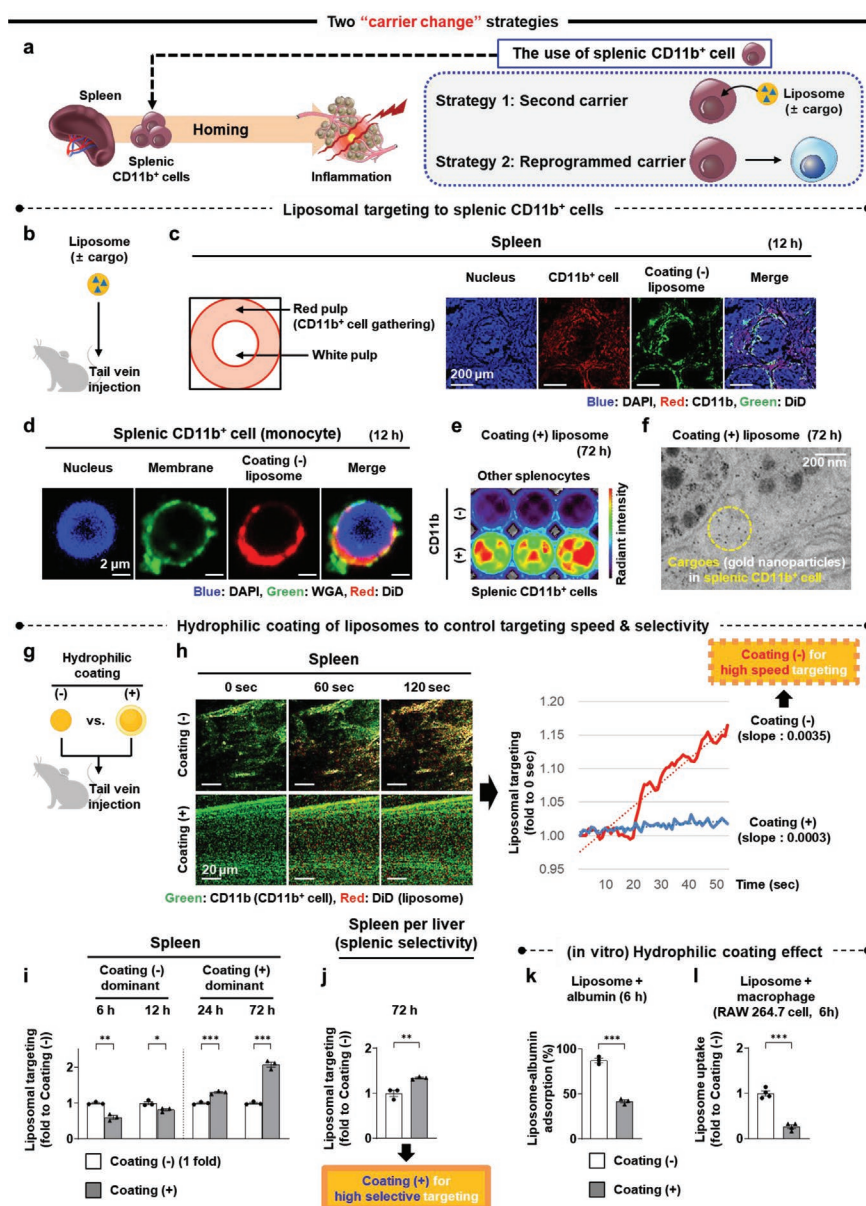 Two “carrier change” strategies
a
The use of splenic CD11b⁺ cell
Spleen
Homing
Splenic
CD11b⁺ cells
Inflammation
Strategy 1: Second carrier
Liposome
(± cargo)
Strategy 2: Reprogrammed carrier
Liposomal targeting to splenic CD11b⁺ cells
b
Liposome
(± cargo)
Tail vein
injection
c
Spleen
(12 h)
Red pulp
(CD11b⁺ cell gathering)
White pulp
Nucleus
CD11b⁺ cell
Coating (-)
liposome
Merge
200 μm
Blue: DAPI, Red: CD11b, Green: DiD
d
Splenic CD11b⁺ cell (monocyte)
(12 h)
Nucleus
Membrane
Coating (-)
liposome
Merge
2 μm
Blue: DAPI, Green: WGA, Red: DiD
e
Coating (+) liposome
(72 h)
Other splenocytes
CD11b
(-)
(+)
Radiant intensity
Splenic CD11b⁺ cells
f
Coating (+) liposome (72 h)
200 nm
Cargoes (gold nanoparticles)
in splenic CD11b⁺ cell
Hydrophilic coating of liposomes to control targeting speed & selectivity
g
Hydrophilic
coating
(-)
(+)
vs.
Tail vein
injection
h
Spleen
0 sec
60 sec
120 sec
Coating (-)
Coating (+)
20 μm
Green: CD11b (CD11b⁺ cell), Red: DiD (liposome)
Coating (-) for
high speed targeting
Liposomal targeting
(fold to 0 sec)
1.20
1.15
1.10
1.05
1.00
0.95
10
20
30
40
50
Time (sec)
Coating (-)
(slope : 0.0035)
Coating (+)
(slope : 0.0003)
i
Spleen
Coating (-)
dominant
Coating (+)
dominant
6 h
12 h
24 h
72 h
**
*
***
***
Liposomal targeting
(fold to Coating (-))
2
1
0
Coating (-) (1 fold)
Coating (+)
j
Spleen per liver
(splenic selectivity)
72 h
**
Liposomal targeting
(fold to Coating (-))
2
1
0
Coating (+) for
high selective targeting
(in vitro) Hydrophilic coating effect
k
Liposome +
albumin (6 h)
***
Liposome-albumin
adsorption (%)
100
50
0
l
Liposome +
macrophage
(RAW 264.7 cell, 6h)
***
Liposome uptake
(fold to Coating (-))
2
1
0
Coating (-)
Coating (+)